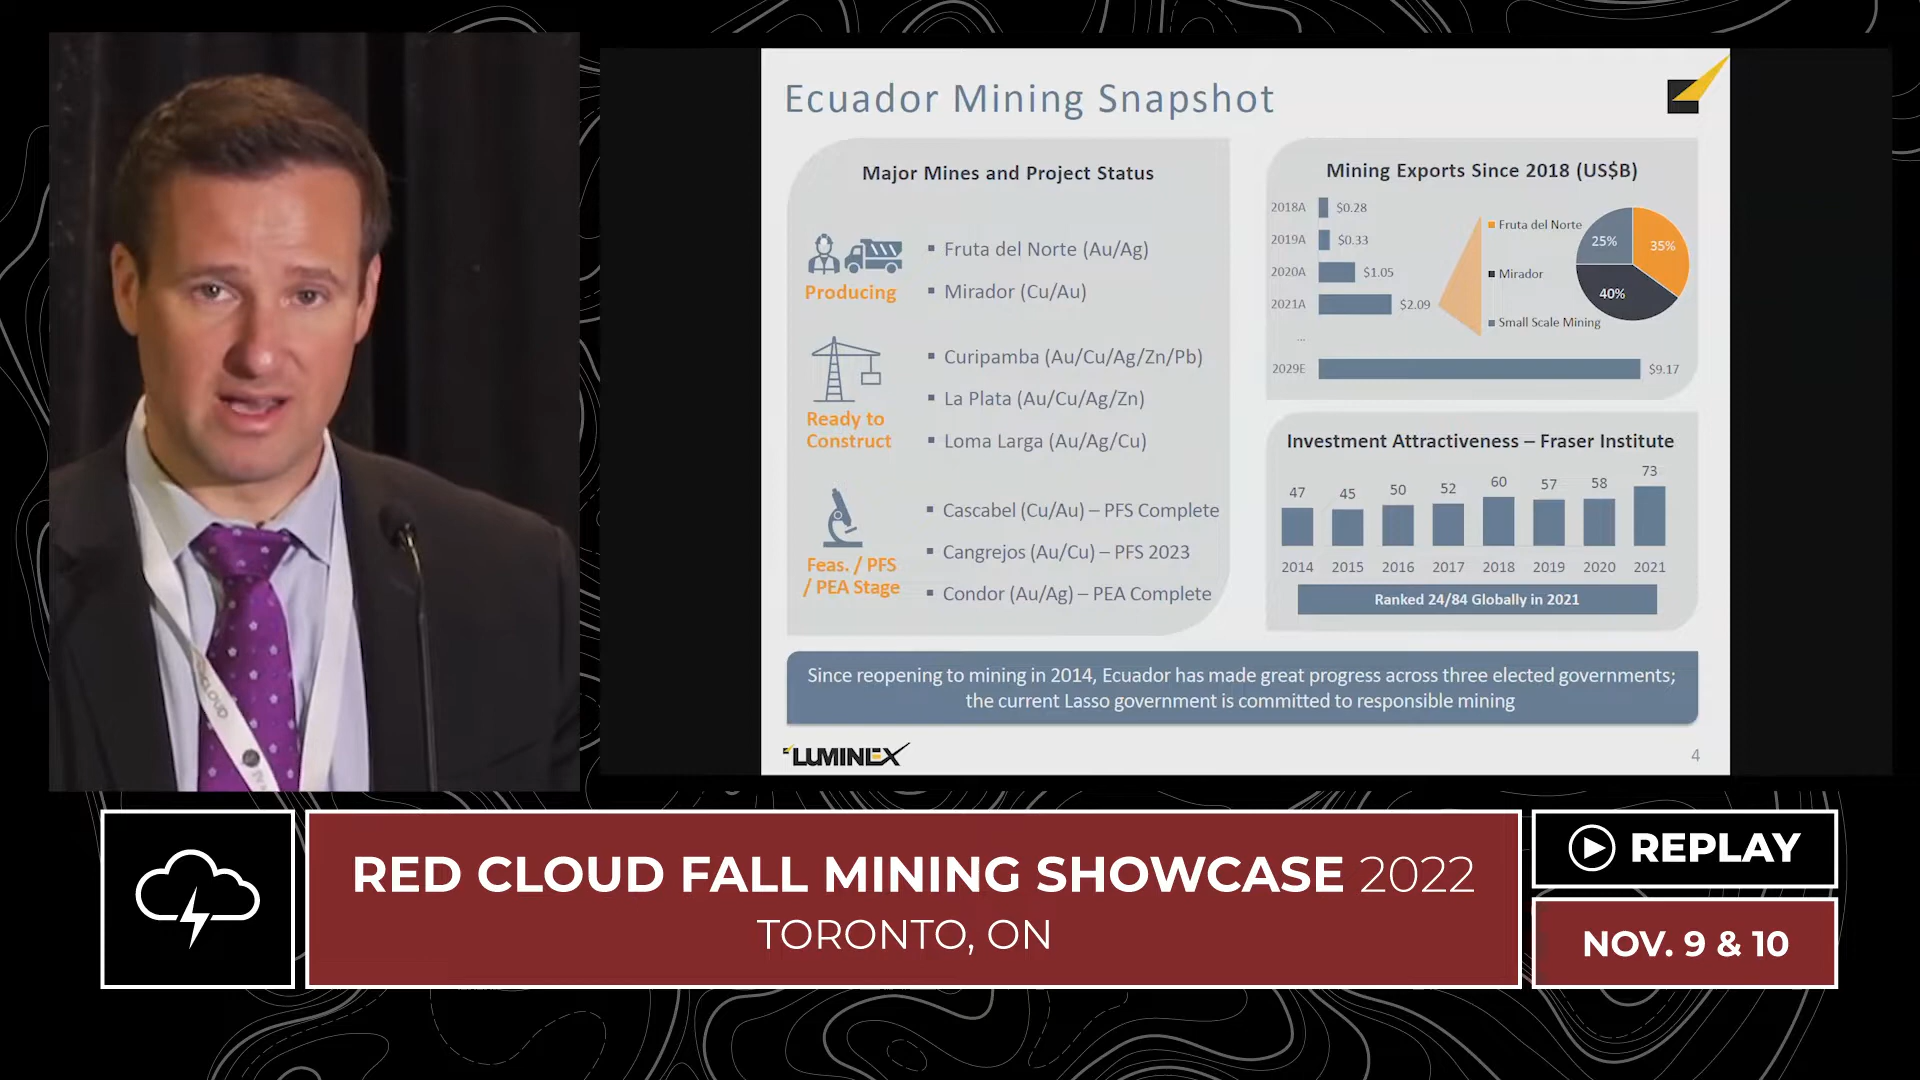 Ecuador Mining Snapshot
Major Mines and Project Status
Producing
▪ Fruta del Norte (Au/Ag)
▪ Mirador (Cu/Au)
Ready to
Construct
▪ Curipamba (Au/Cu/Ag/Zn/Pb)
▪ La Plata (Au/Cu/Ag/Zn)
▪ Loma Larga (Au/Ag/Cu)
Feas. / PFS
/ PEA Stage
▪ Cascabel (Cu/Au) – PFS Complete
▪ Cangrejos (Au/Cu) – PFS 2023
▪ Condor (Au/Ag) – PEA Complete
Mining Exports Since 2018 (US$B)
2018A $0.28
2019A $0.33
2020A $1.05
2021A $2.09
...
2029E $9.17
Fruta del Norte
Mirador
Small Scale Mining
25% 35%
40%
Investment Attractiveness – Fraser Institute
47 45 50 52 60 57 58 73
2014 2015 2016 2017 2018 2019 2020 2021
Ranked 24/84 Globally in 2021
Since reopening to mining in 2014, Ecuador has made great progress across three elected governments;
the current Lasso government is committed to responsible mining
LUMINEX
4
RED CLOUD FALL MINING SHOWCASE 2022
TORONTO, ON
REPLAY
NOV. 9 & 10